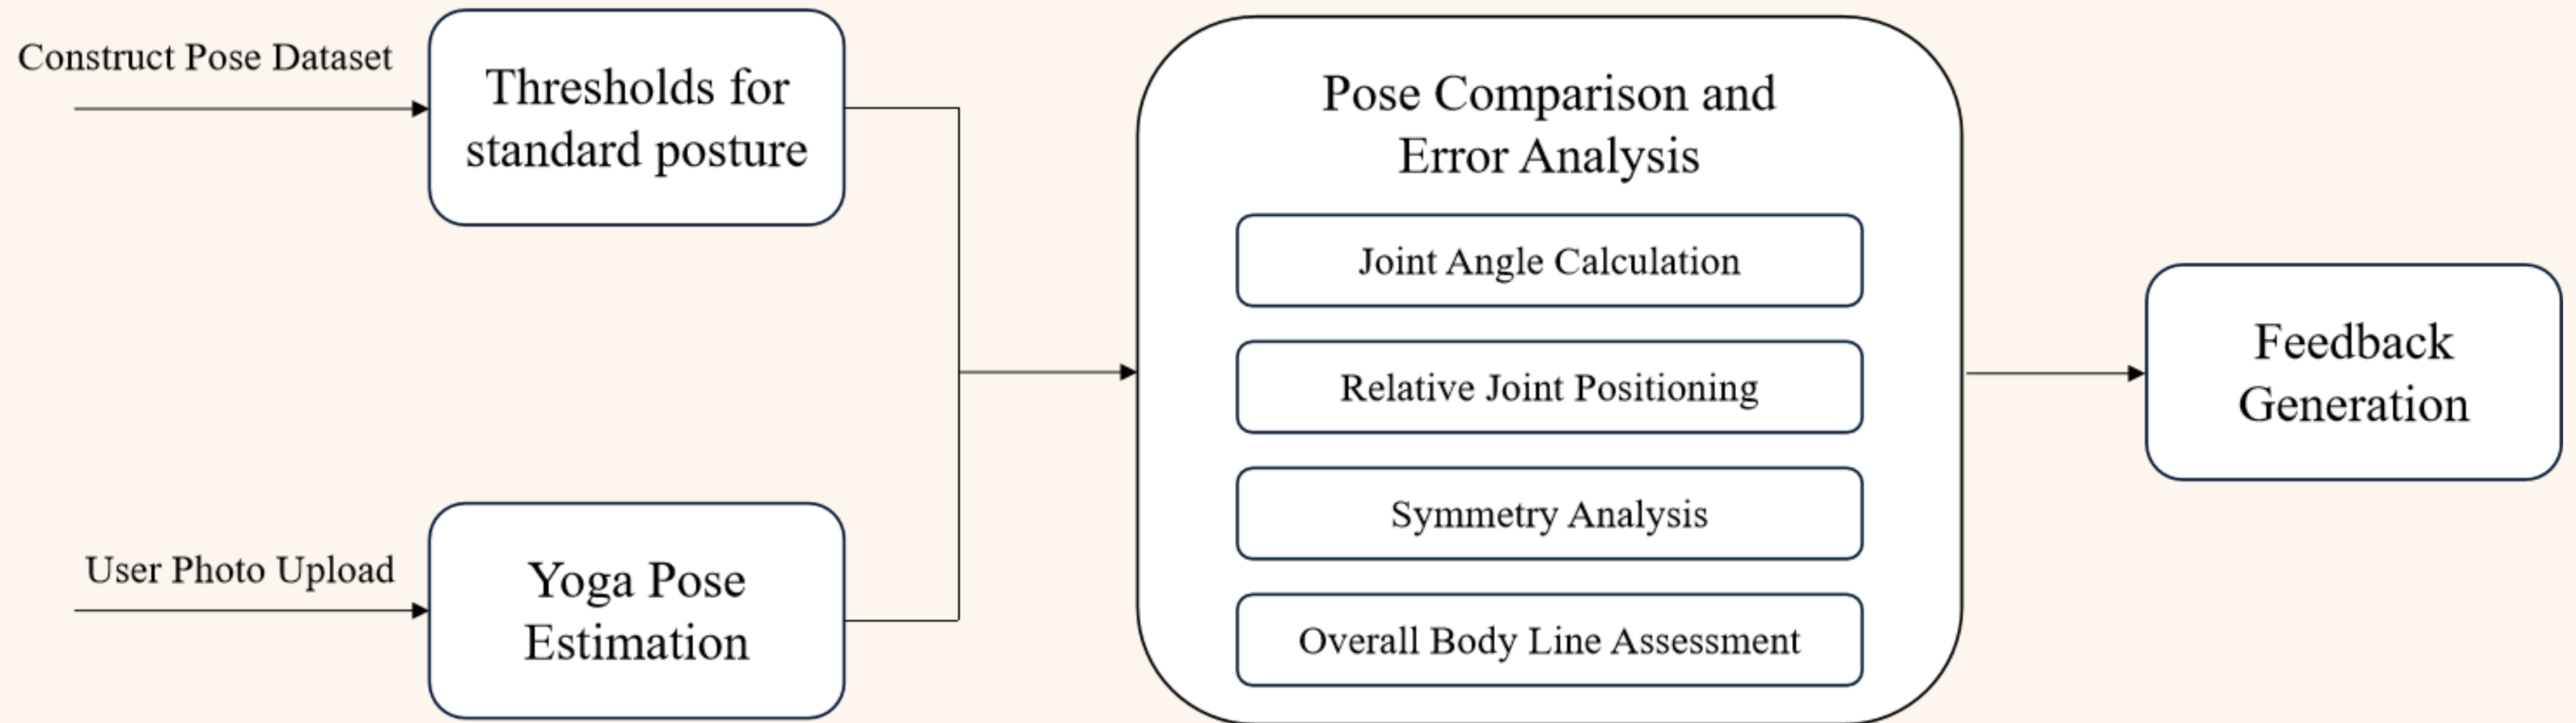 Construct Pose Dataset
Thresholds for
standard posture
User Photo Upload
Yoga Pose
Estimation
Pose Comparison and
Error Analysis
Joint Angle Calculation
Relative Joint Positioning
Symmetry Analysis
Overall Body Line Assessment
Feedback
Generation